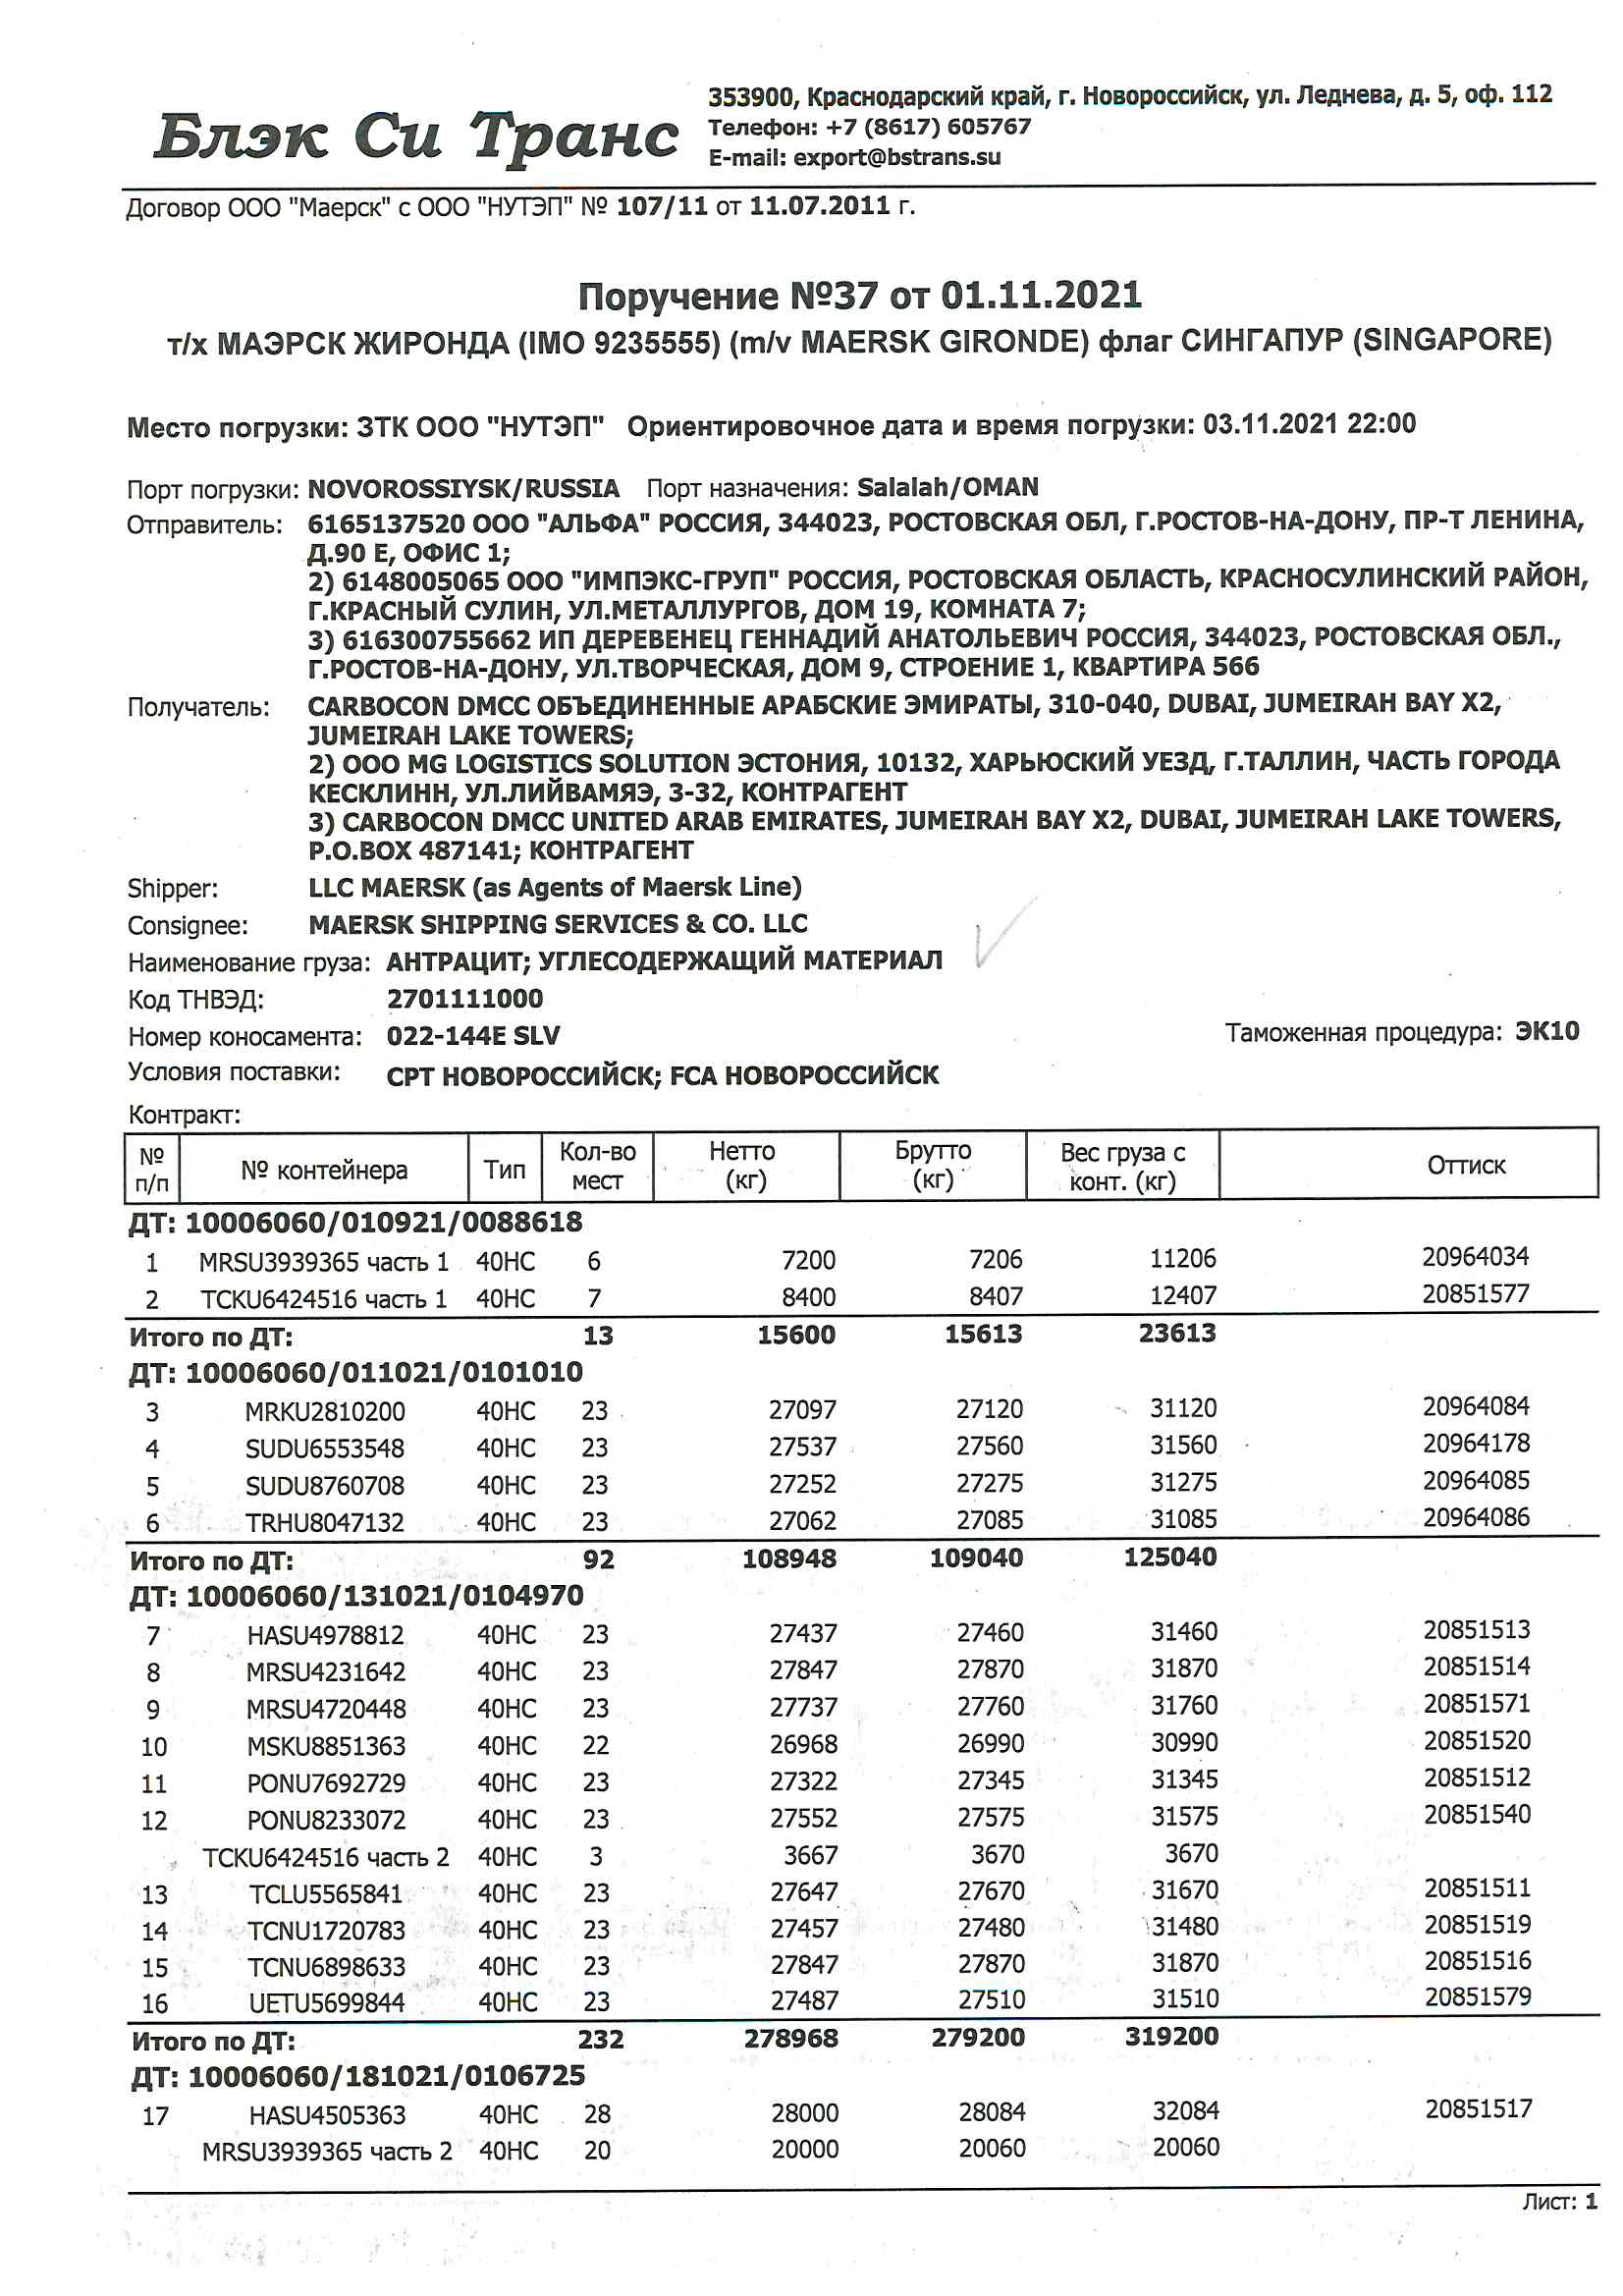 Блэк Си Транс
353900, Краснодарский край, г. Новороссийск, ул. Леднева, д. 5, оф. 112
Телефон: +7 (8617) 605767
E-mail: export@bstrans.su
Договор ООО "Маерск" с ООО "НУТЭП" № 107/11 от 11.07.2011 г.
Поручение №37 от 01.11.2021
т/х МАЭРСК ЖИРОНДА (IMO 9235555) (m/v MAERSK GIRONDE) флаг СИНГАПУР (SINGAPORE)
Место погрузки: ЗТК ООО "НУТЭП" Ориентировочное дата и время погрузки: 03.11.2021 22:00
Порт погрузки: NOVOROSSIYSK/RUSSIA Порт назначения: Salalah/OMAN
Отправитель: 6165137520 ООО "АЛЬФА" РОССИЯ, 344023, РОСТОВСКАЯ ОБЛ, Г.РОСТОВ-НА-ДОНУ, ПР-Т ЛЕНИНА,
Д.90 Е, ОФИС 1;
2) 6148005065 ООО "ИМПЭКС-ГРУП" РОССИЯ, РОСТОВСКАЯ ОБЛАСТЬ, КРАСНОСУЛИНСКИЙ РАЙОН,
Г.КРАСНЫЙ СУЛИН, УЛ.МЕТАЛЛУРГОВ, ДОМ 19, КОМНАТА 7;
3) 616300755662 ИП ДЕРЕВЕНЕЦ ГЕННАДИЙ АНАТОЛЬЕВИЧ РОССИЯ, 344023, РОСТОВСКАЯ ОБЛ.,
Г.РОСТОВ-НА-ДОНУ, УЛ.ТВОРЧЕСКАЯ, ДОМ 9, СТРОЕНИЕ 1, КВАРТИРА 566
Получатель: CARBOCON DMCC ОБЪЕДИНЕННЫЕ АРАБСКИЕ ЭМИРАТЫ, 310-040, DUBAI, JUMEIRAH BAY X2,
JUMEIRAH LAKE TOWERS;
2) ООО MG LOGISTICS SOLUTION ЭСТОНИЯ, 10132, ХАРЬЮСКИЙ УЕЗД, Г.ТАЛЛИН, ЧАСТЬ ГОРОДА
КЕСКЛИНН, УЛ.ЛИЙВАМЯЭ, 3-32, КОНТРАГЕНТ
3) CARBOCON DMCC UNITED ARAB EMIRATES, JUMEIRAH BAY X2, DUBAI, JUMEIRAH LAKE TOWERS,
P.O.BOX 487141; КОНТРАГЕНТ
Shipper: LLC MAERSK (as Agents of Maersk Line)
Consignee: MAERSK SHIPPING SERVICES & CO. LLC
Наименование груза: АНТРАЦИТ; УГЛЕСОДЕРЖАЩИЙ МАТЕРИАЛ
Код ТНВЭД: 2701111000
Номер коносамента: 022-144E SLV Таможенная процедура: ЭК10
Условия поставки: СРТ НОВОРОССИЙСК; FCA НОВОРОССИЙСК
Контракт:
№ п/п № контейнера Тип Кол-во мест Нетто (кг) Брутто (кг) Вес груза с конт. (кг) Оттиск
ДТ: 10006060/010921/0088618
1 MRSU3939365 часть 1 40HC 6 7200 7206 11206 20964034
2 TCKU6424516 часть 1 40HC 7 8400 8407 12407 20851577
Итого по ДТ: 13 15600 15613 23613
ДТ: 10006060/011021/0101010
3 MRKU2810200 40HC 23 27097 27120 31120 20964084
4 SUDU6553548 40HC 23 27537 27560 31560 20964178
5 SUDU8760708 40HC 23 27252 27275 31275 20964085
6 TRHU8047132 40HC 23 27062 27085 31085 20964086
Итого по ДТ: 92 108948 109040 125040
ДТ: 10006060/131021/0104970
7 HASU4978812 40HC 23 27437 27460 31460 20851513
8 MRSU4231642 40HC 23 27847 27870 31870 20851514
9 MRSU4720448 40HC 23 27737 27760 31760 20851571
10 MSKU8851363 40HC 22 26968 26990 30990 20851520
11 PONU7692729 40HC 23 27322 27345 31345 20851512
12 PONU8233072 40HC 23 27552 27575 31575 20851540
TCKU6424516 часть 2 40HC 3 3667 3670 3670
13 TCLU5565841 40HC 23 27647 27670 31670 20851511
14 TCNU1720783 40HC 23 27457 27480 31480 20851519
15 TCNU6898633 40HC 23 27847 27870 31870 20851516
16 UETU5699844 40HC 23 27487 27510 31510 20851579
Итого по ДТ: 232 278968 279200 319200
ДТ: 10006060/181021/0106725
17 HASU4505363 40HC 28 28000 28084 32084 20851517
MRSU3939365 часть 2 40HC 20 20000 20060 20060
Лист: 1